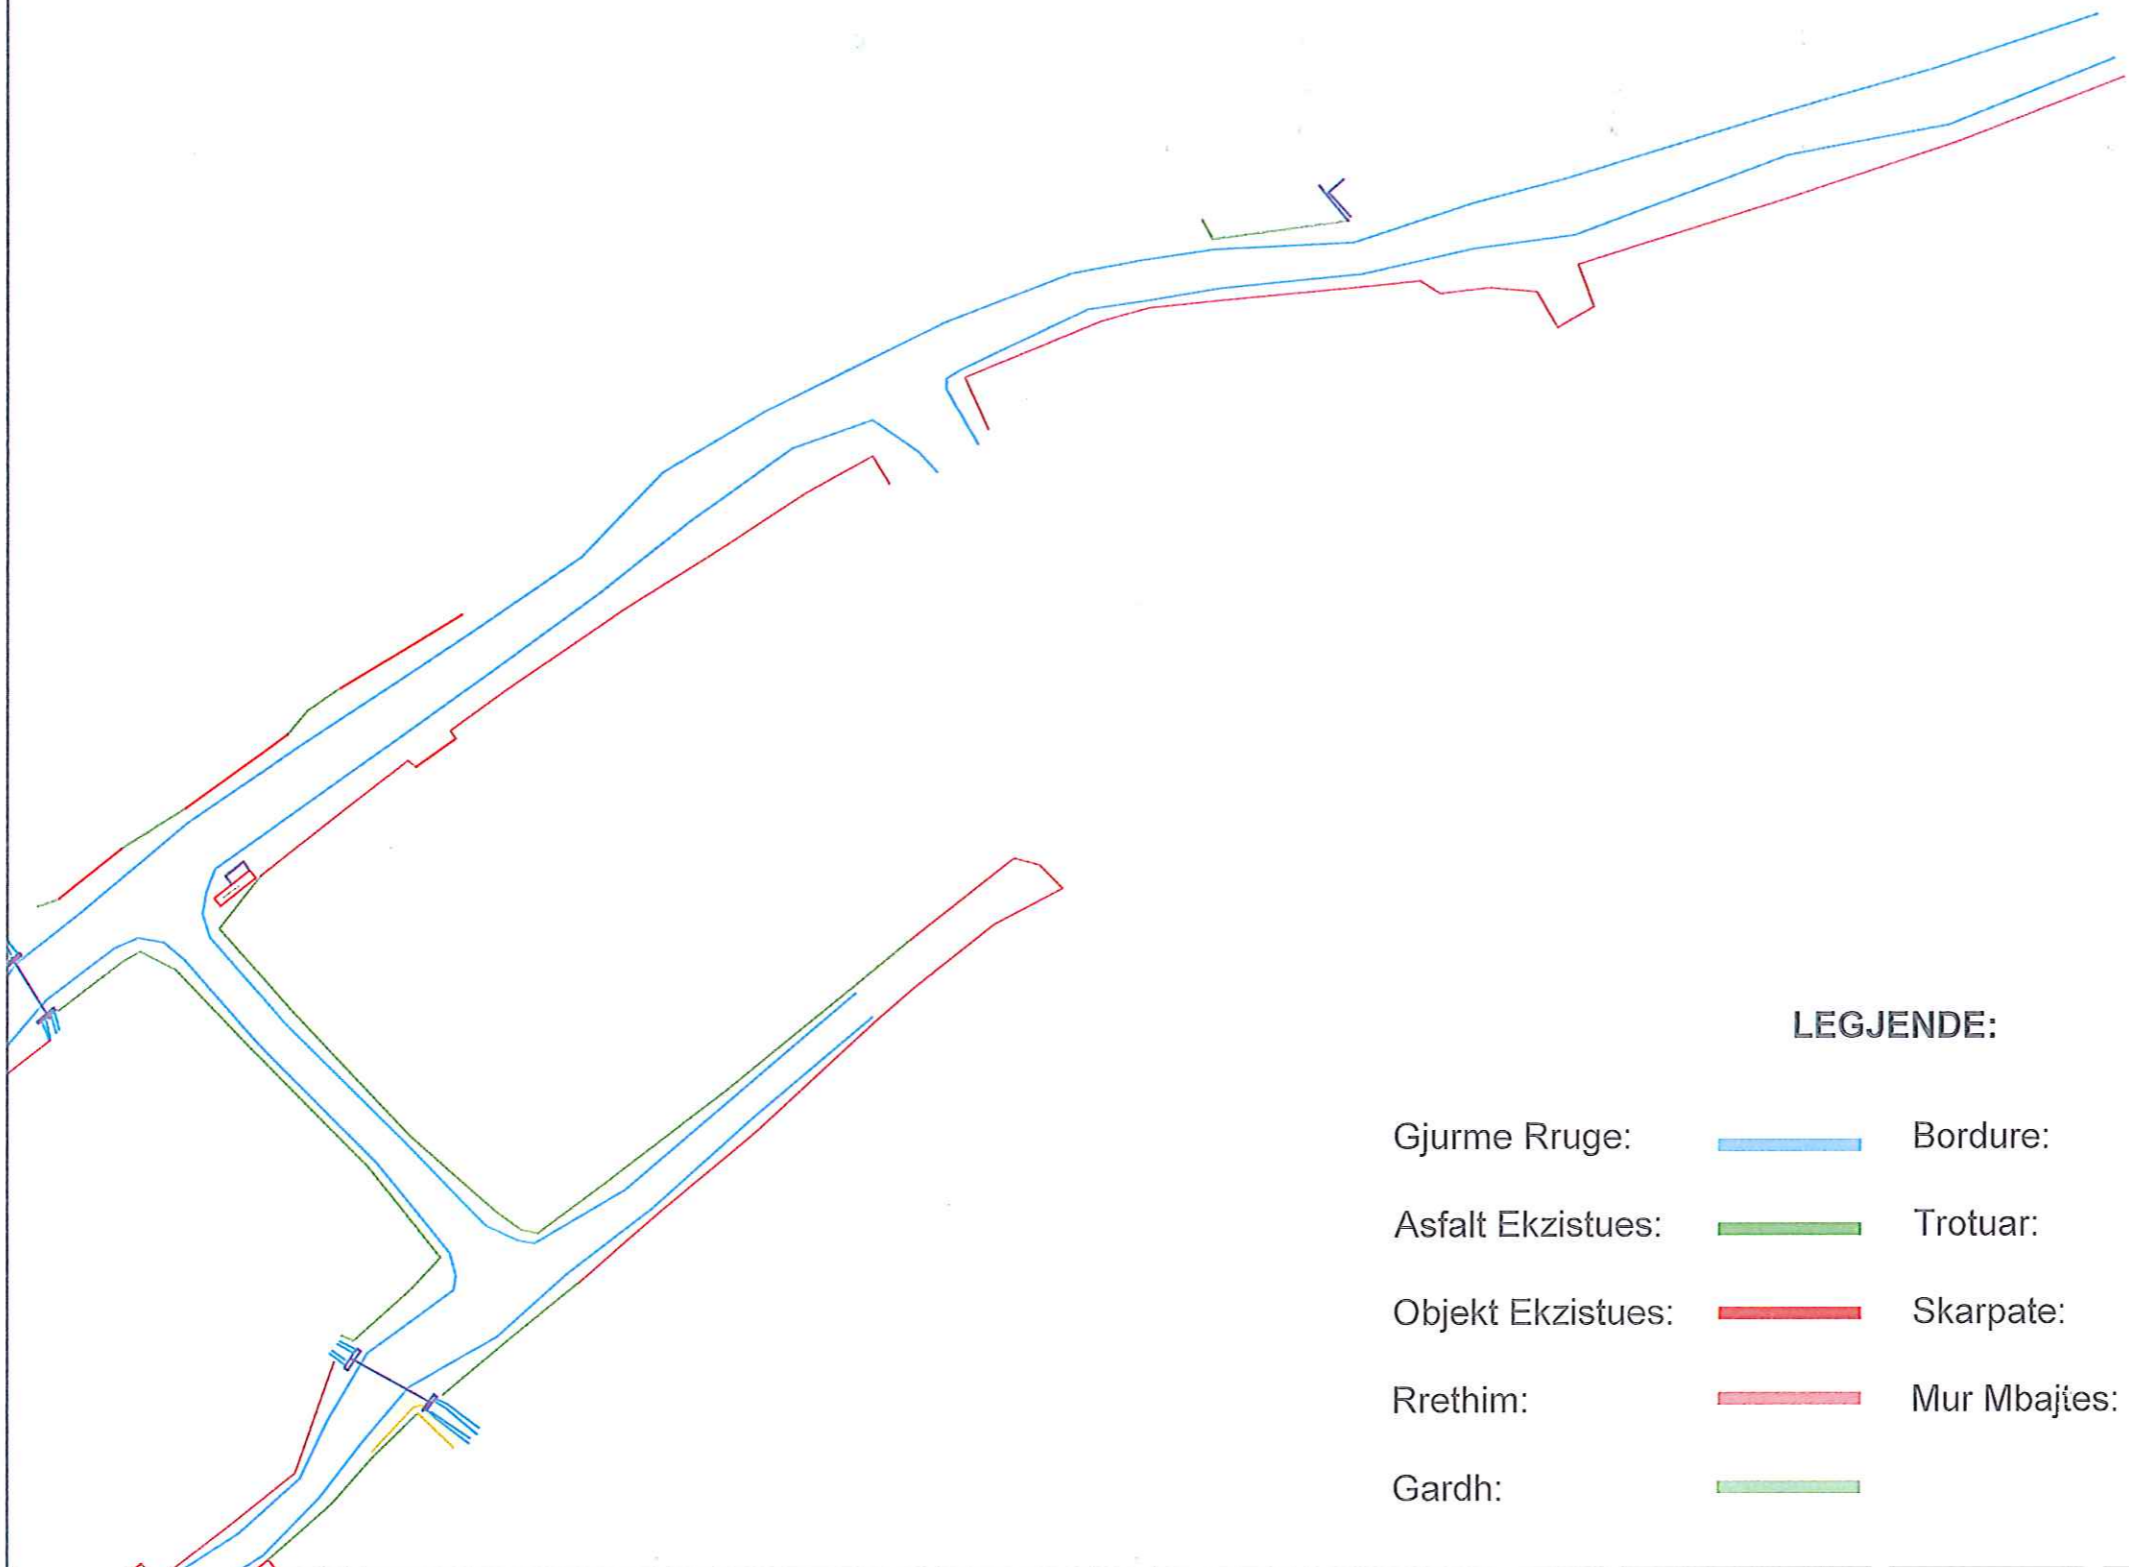 LEGJENDE:
Gjurme Rruge: Bordure:
Asfalt Ekzistues: Trotuar:
Objekt Ekzistues: Skarpate:
Rrethim: Mur Mbajtes:
Gardh: